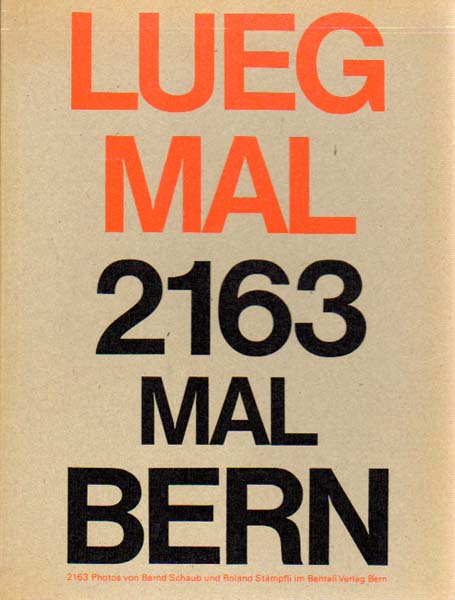 LUEG
MAL
2163
MAL
BERN
2163 Photos von Bernd Schaub und Roland Stämpfli im Benteli Verlag Bern